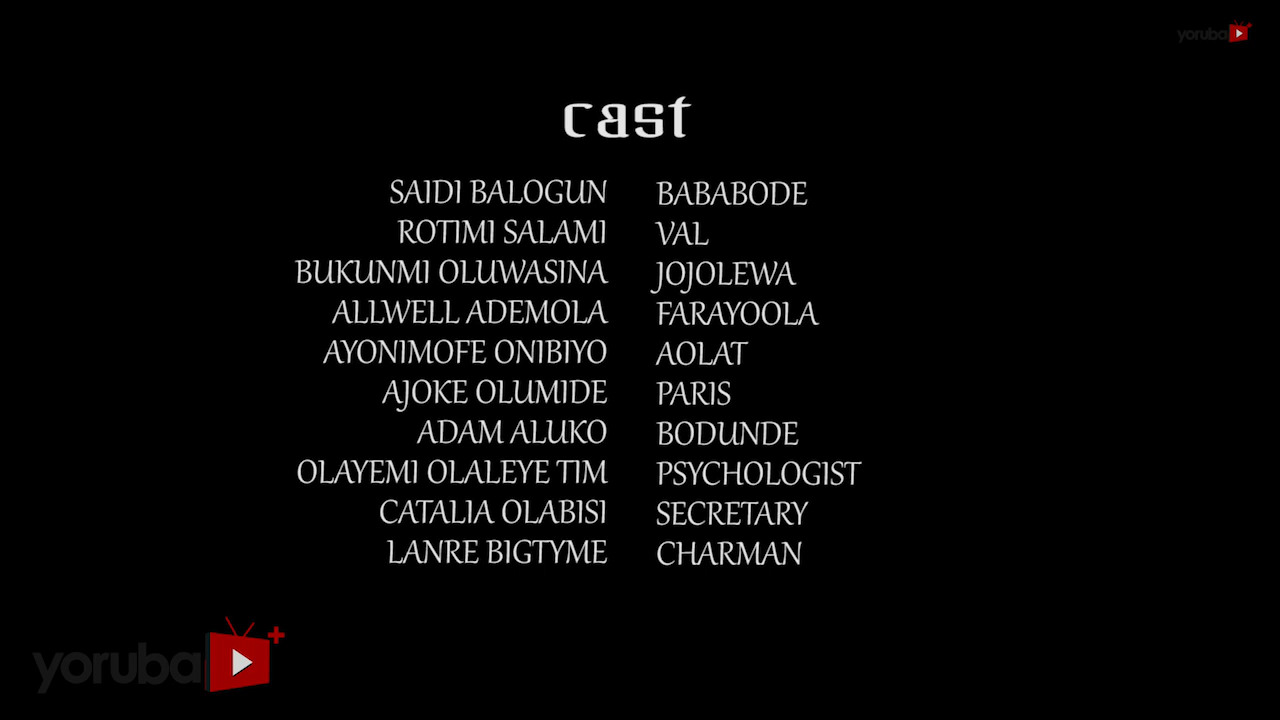 yoruba
cast
SAIDI BALOGUN BABABODE
ROTIMI SALAMI VAL
BUKUNMI OLUWASINA JOJOLEWA
ALLWELL ADEMOLA FARAYOOLA
AYONIMOFE ONIBIYO AOLAT
AJOKE OLUMIDE PARIS
ADAM ALUKO BODUNDE
OLAYEMI OLALEYE TIM PSYCHOLOGIST
CATALIA OLABISI SECRETARY
LANRE BIGTYME CHARMAN
yoruba+